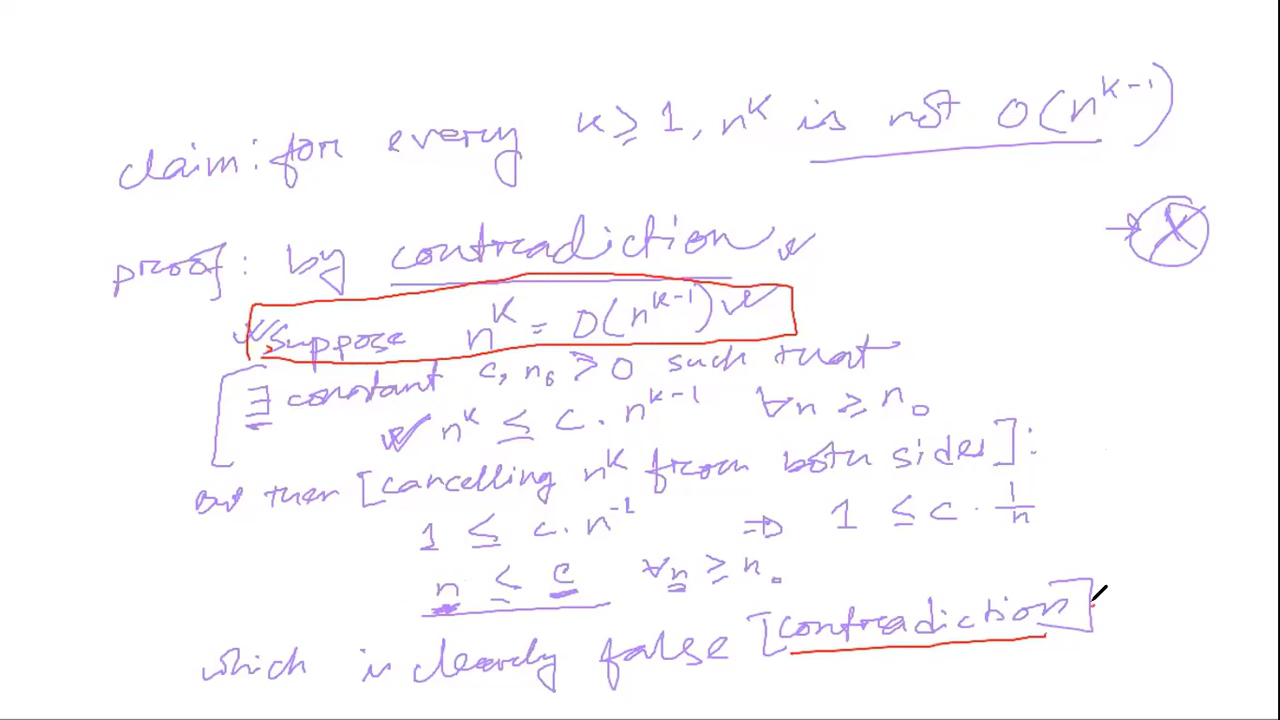 claim: for every k ≥ 1, n^k is not O(n^{k-1})
proof: by contradiction
Suppose n^k = O(n^{k-1})
∃ constant c, n₀ ≥ 0 such that
n^k ≤ c · n^{k-1} ∀n ≥ n₀
But then [cancelling n^k from both sides]:
1 ≤ c · n^{-1} ⇒ 1 ≤ c · 1/n
n ≤ c ∀n ≥ n₀
which is clearly false [contradiction]